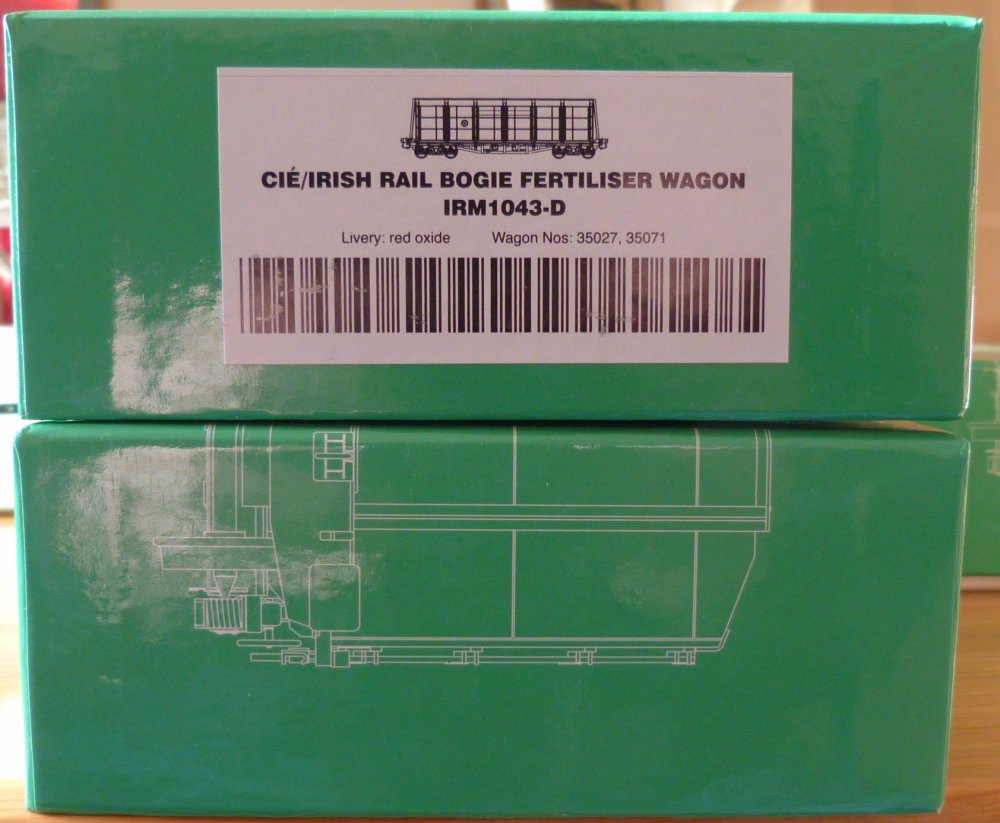 CIÉ/IRISH RAIL BOGIE FERTILISER WAGON
IRM1043-D
Livery: red oxide Wagon Nos: 35027, 35071